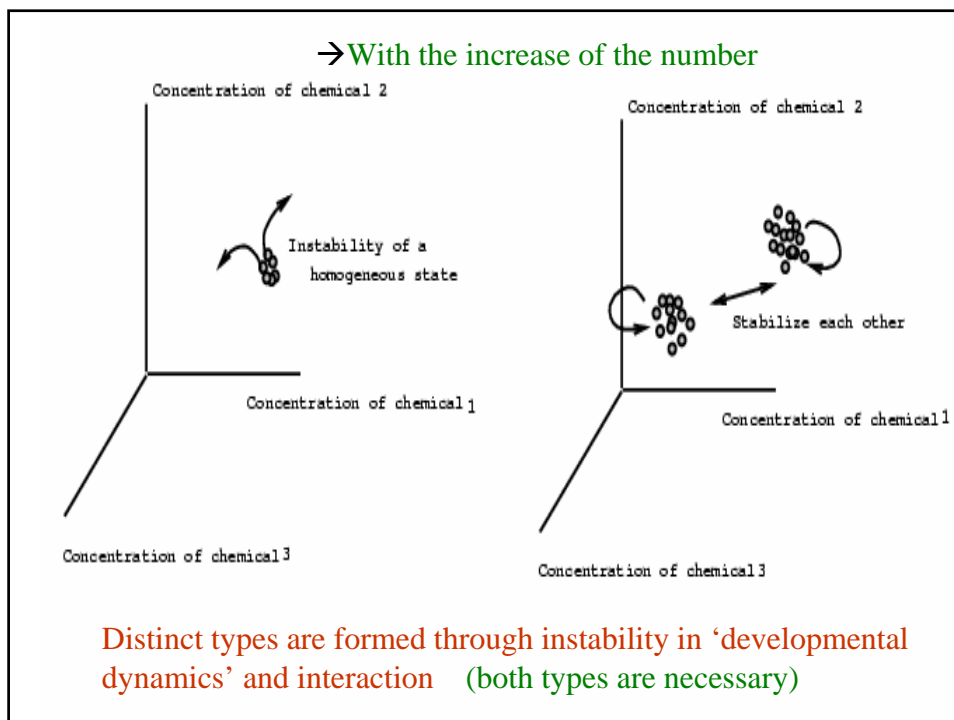 →With the increase of the number
Concentration of chemical 2
Instability of a
homogeneous state
Concentration of chemical 1
Concentration of chemical 3
Concentration of chemical 2
Stabilize each other
Concentration of chemical 1
Concentration of chemical 3
Distinct types are formed through instability in ‘developmental
dynamics’ and interaction (both types are necessary)